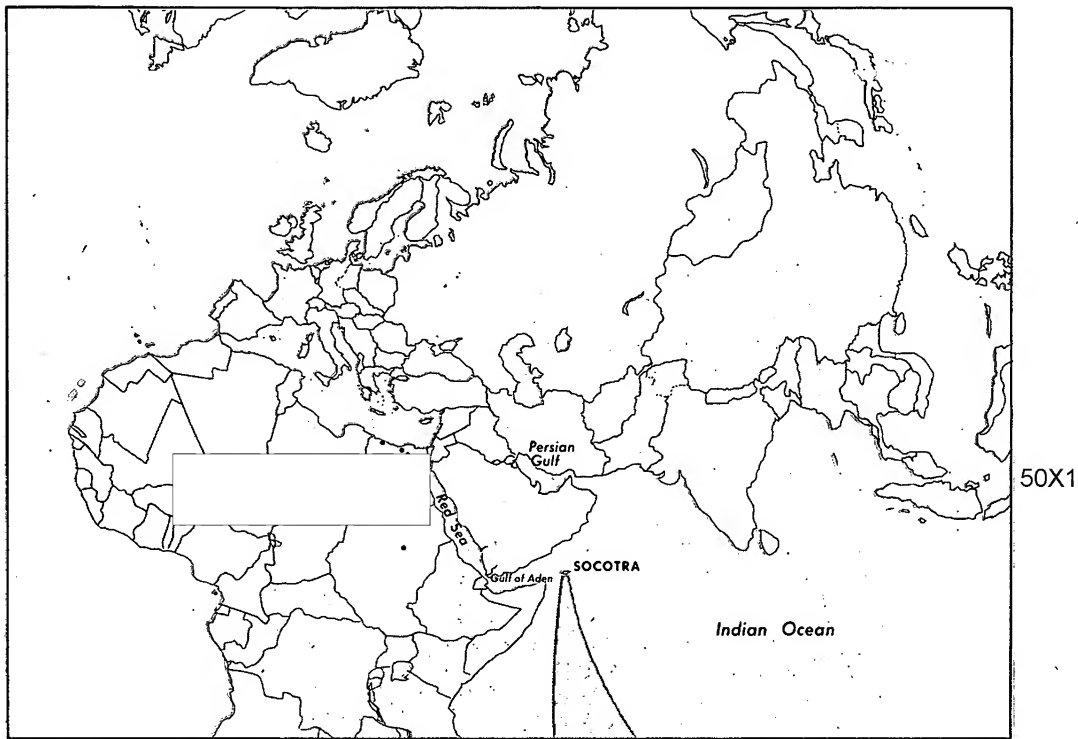 Persian
Gulf
50X1
Red Sea
SOCOTRA
Gulf of Aden
Indian Ocean